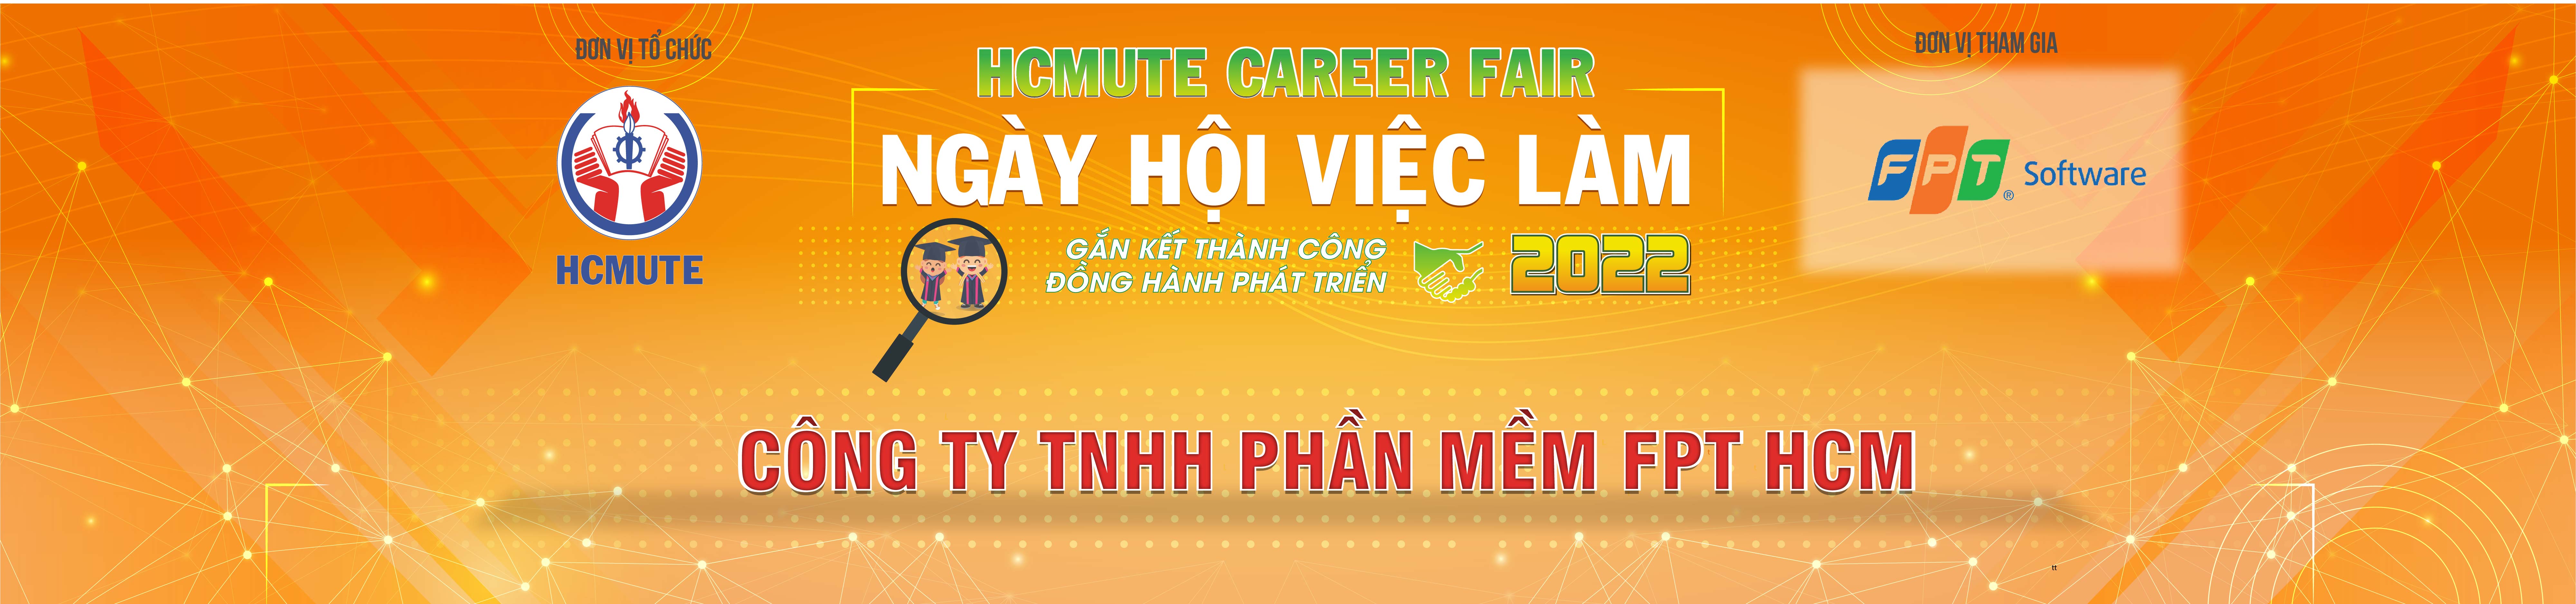 ĐƠN VỊ TỔ CHỨC
HCMUTE
HCMUTE CAREER FAIR
NGÀY HỘI VIỆC LÀM
GẮN KẾT THÀNH CÔNG
ĐỒNG HÀNH PHÁT TRIỂN
2022
ĐƠN VỊ THAM GIA
FPT® Software
CÔNG TY TNHH PHẦN MỀM FPT HCM
tt